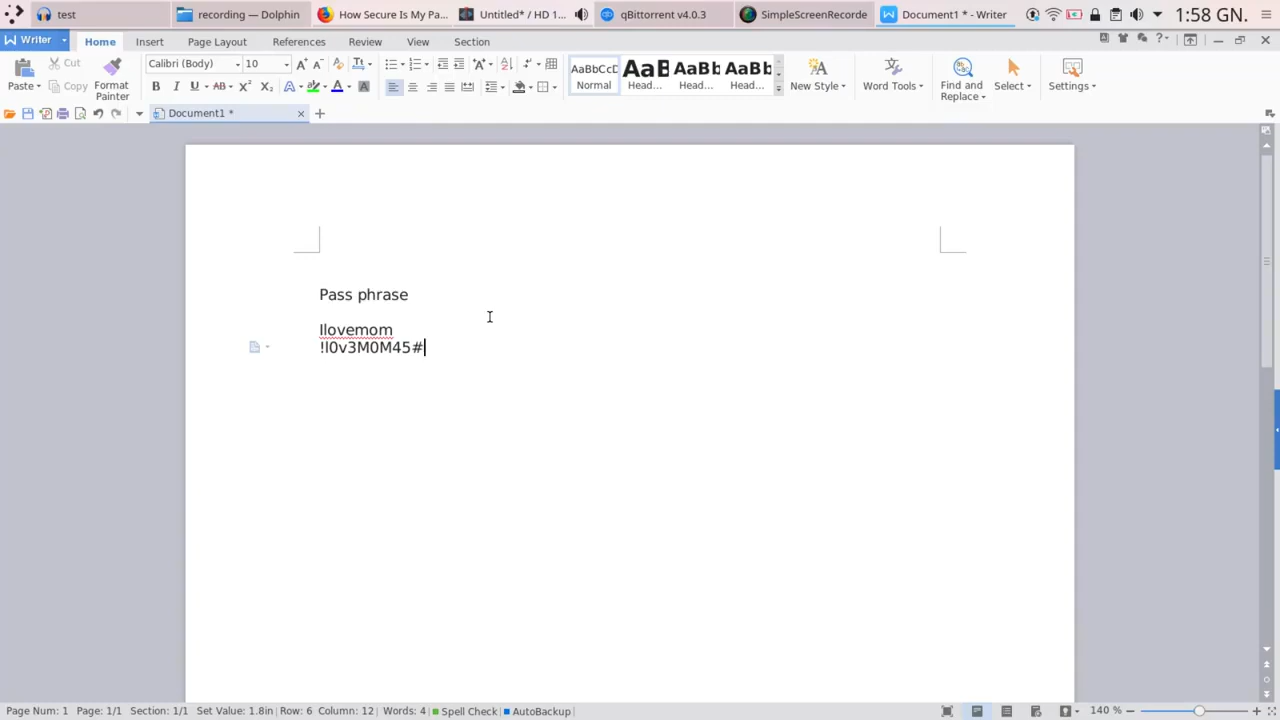 test
recording — Dolphin
How Secure Is My Pa...
Untitled* / HD 1...
qBittorrent v4.0.3
SimpleScreenRecorde
Document1 * - Writer
1:58 GN.
Writer
Home
Insert
Page Layout
References
Review
View
Section
Paste
Cut
Copy
Format
Painter
Calibri (Body)
10
AaBbCcD
Normal
AaB
Head...
AaBb
Head...
AaBb
Head...
New Style
Word Tools
Find and
Replace
Select
Settings
Document1 *
Pass phrase
Ilovemom
!l0v3M0M45#
Page Num: 1 Page: 1/1 Section: 1/1 Set Value: 1.8in Row: 6 Column: 12 Words: 4 Spell Check AutoBackup
140 %